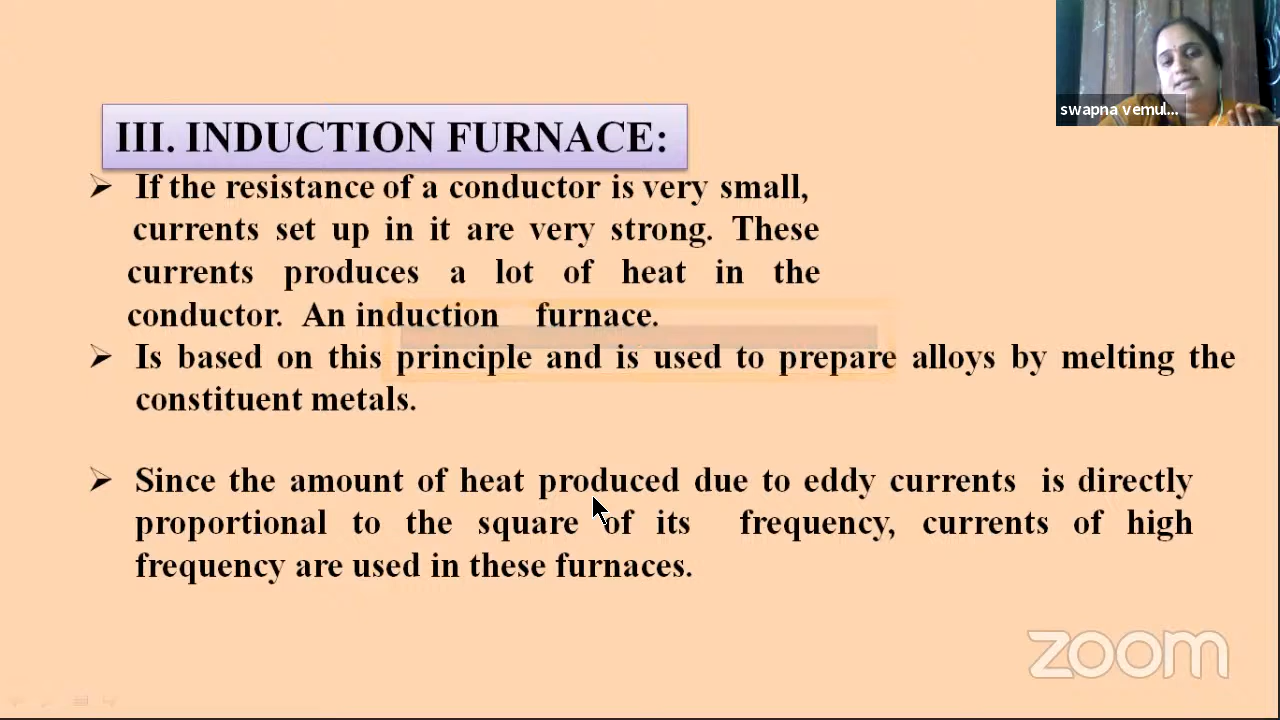 swapna vemul...
III. INDUCTION FURNACE:
➢ If the resistance of a conductor is very small,
currents set up in it are very strong. These
currents produces a lot of heat in the
conductor. An induction furnace.
➢ Is based on this principle and is used to prepare alloys by melting the
constituent metals.
➢ Since the amount of heat produced due to eddy currents is directly
proportional to the square of its frequency, currents of high
frequency are used in these furnaces.
zoom